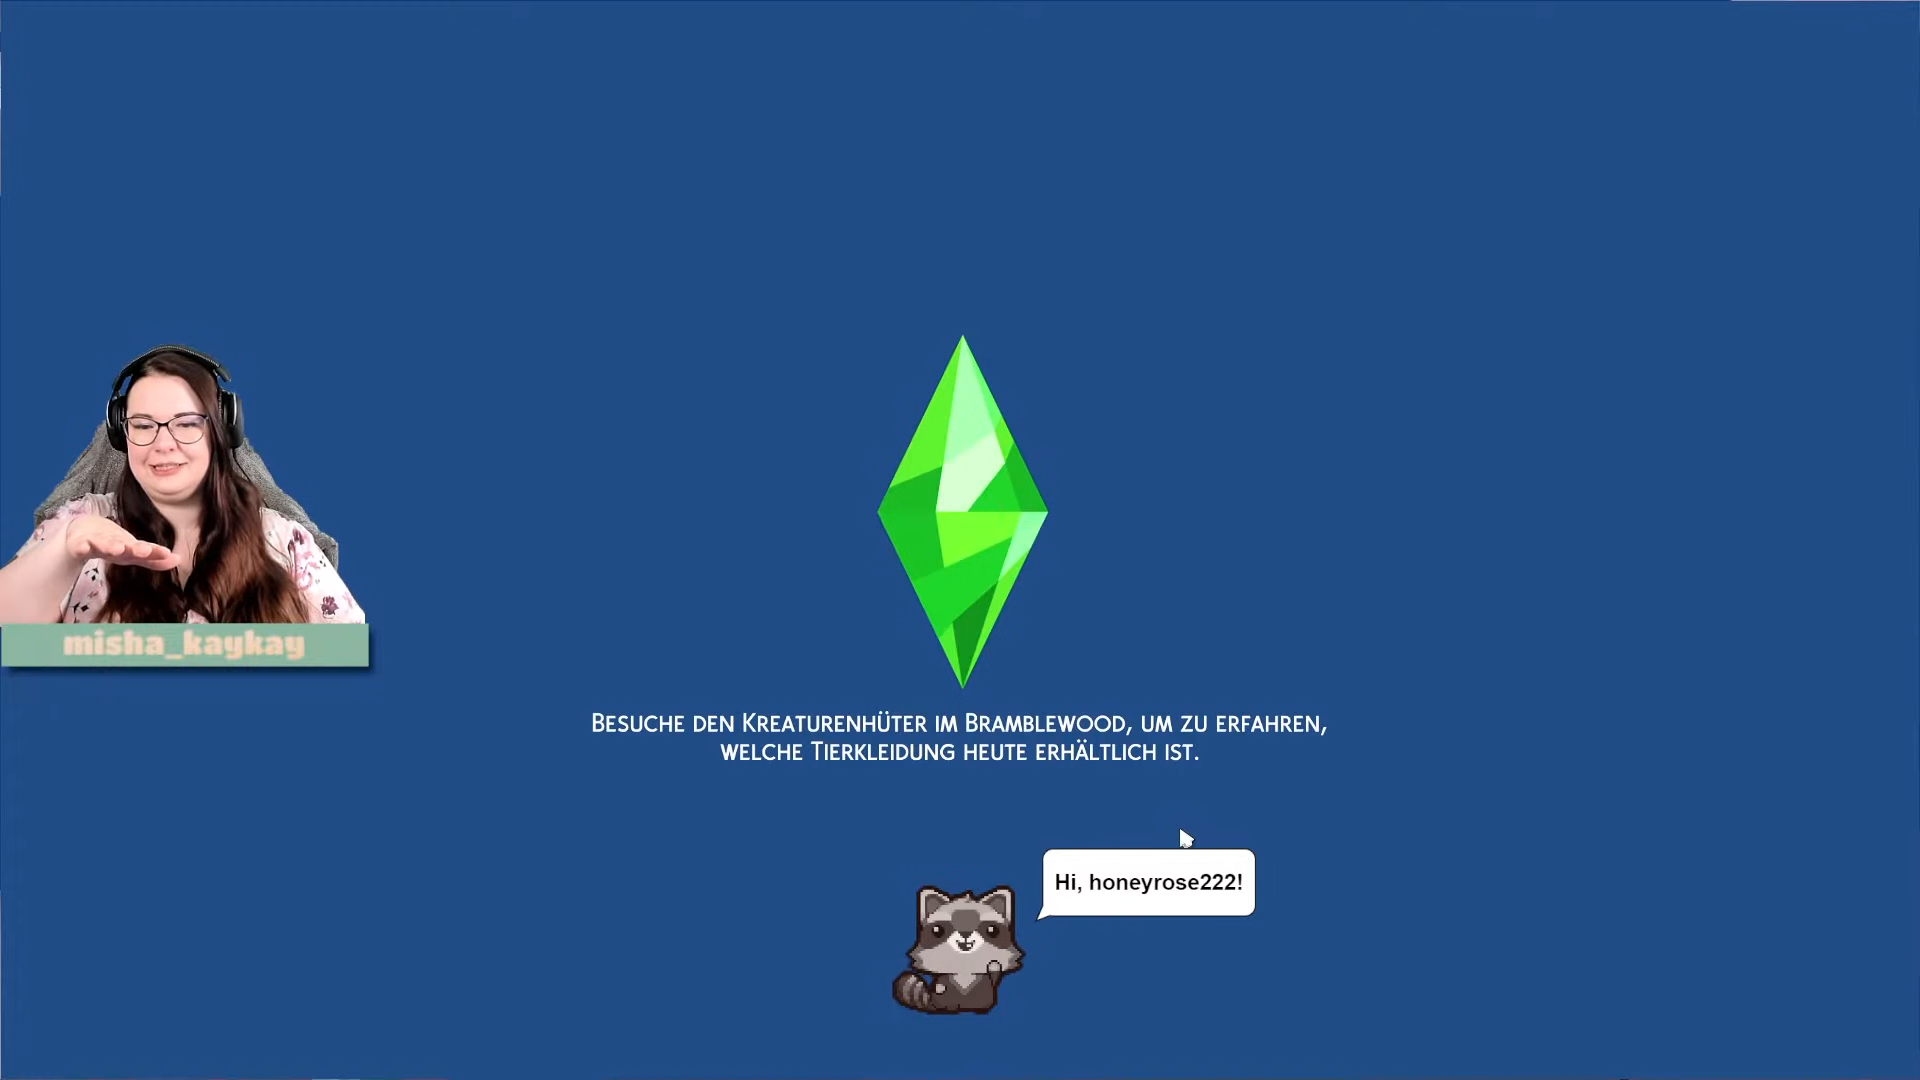 misha_kaykay
BESUCHE DEN KREATURENHÜTER IM BRAMBLEWOOD, UM ZU ERFAHREN,
WELCHE TIERKLEIDUNG HEUTE ERHÄLTLICH IST.
Hi, honeyrose222!